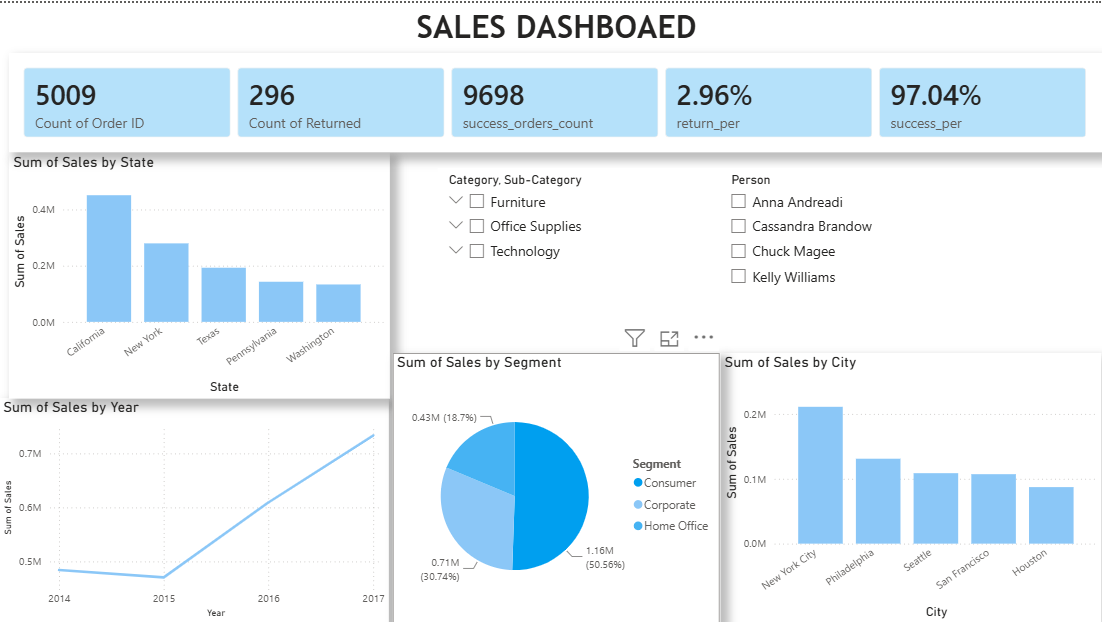 SALES DASHBOAED
5009
Count of Order ID
296
Count of Returned
9698
success_orders_count
2.96%
return_per
97.04%
success_per
Sum of Sales by State
Sum of Sales
0.4M
0.2M
0.0M
California
New York
Texas
Pennsylvania
Washington
State
Category, Sub-Category
Furniture
Office Supplies
Technology
Person
Anna Andreadi
Cassandra Brandow
Chuck Magee
Kelly Williams
Sum of Sales by Year
Sum of Sales
0.7M
0.6M
0.5M
2014
2015
2016
2017
Year
Sum of Sales by Segment
0.43M (18.7%)
0.71M
(30.74%)
1.16M
(50.56%)
Segment
Consumer
Corporate
Home Office
Sum of Sales by City
Sum of Sales
0.2M
0.1M
0.0M
New York City
Philadelphia
Seattle
San Francisco
Houston
City